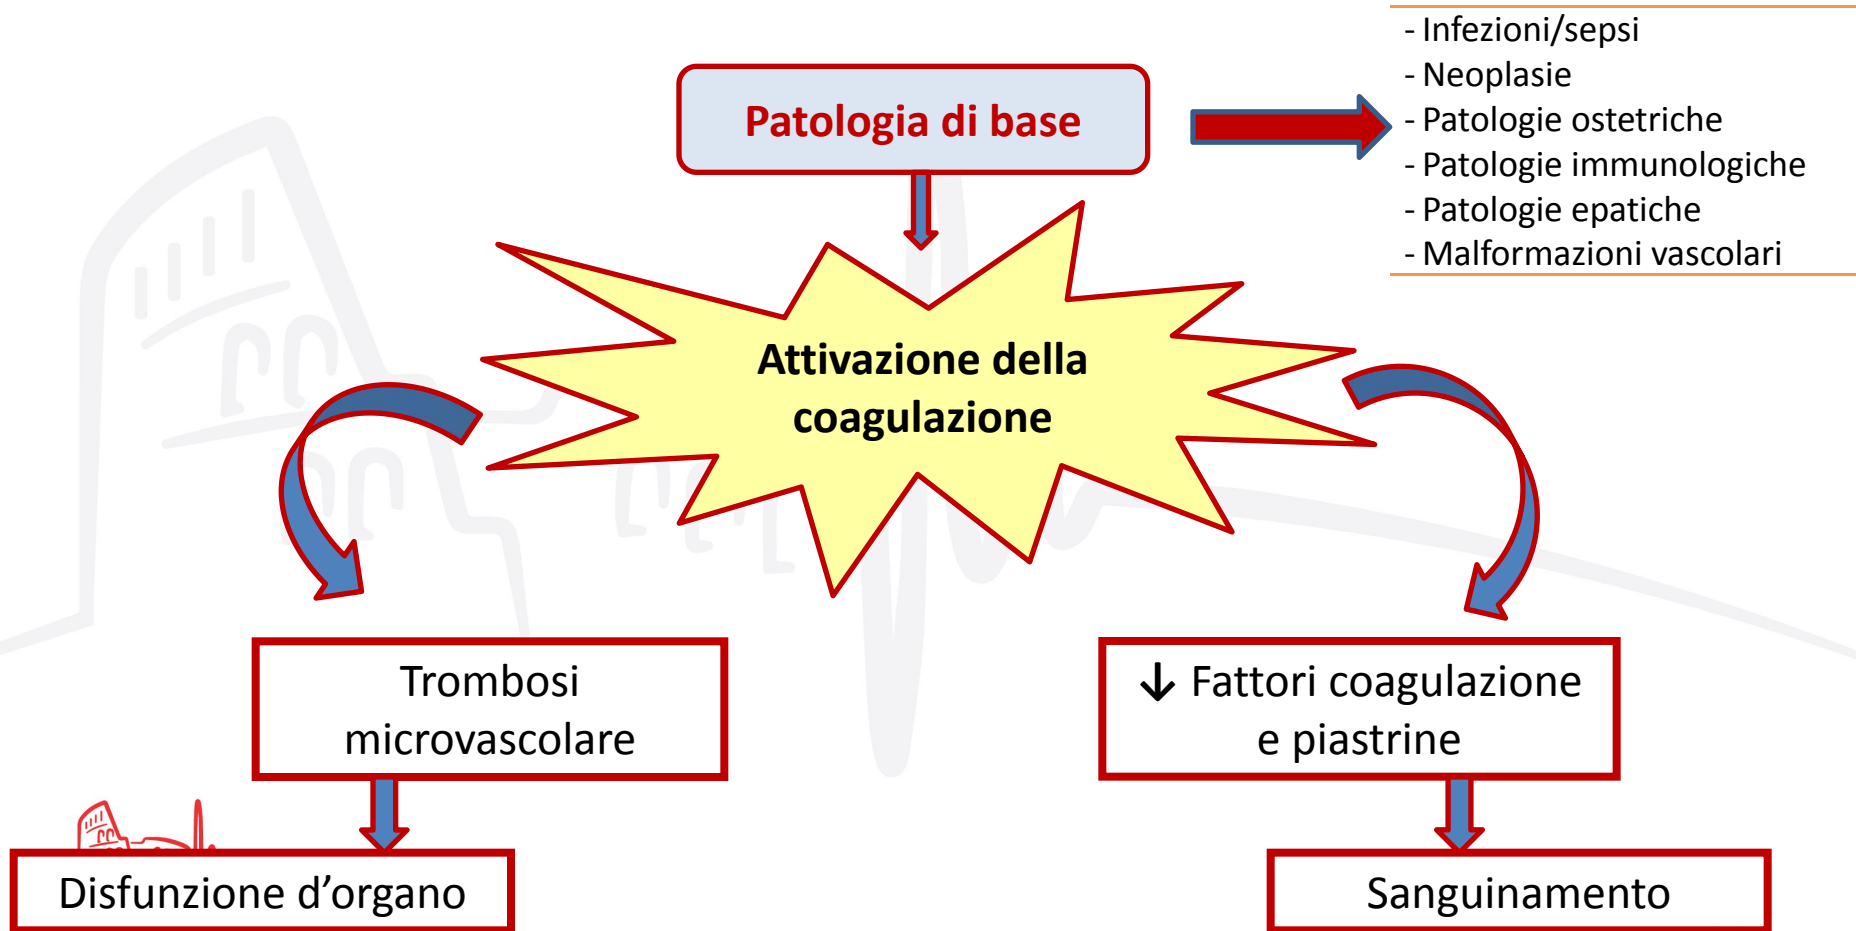 Patologia di base
- Infezioni/sepsi
- Neoplasie
- Patologie ostetriche
- Patologie immunologiche
- Patologie epatiche
- Malformazioni vascolari
Attivazione della
coagulazione
Trombosi
microvascolare
↓ Fattori coagulazione
e piastrine
Disfunzione d’organo
Sanguinamento